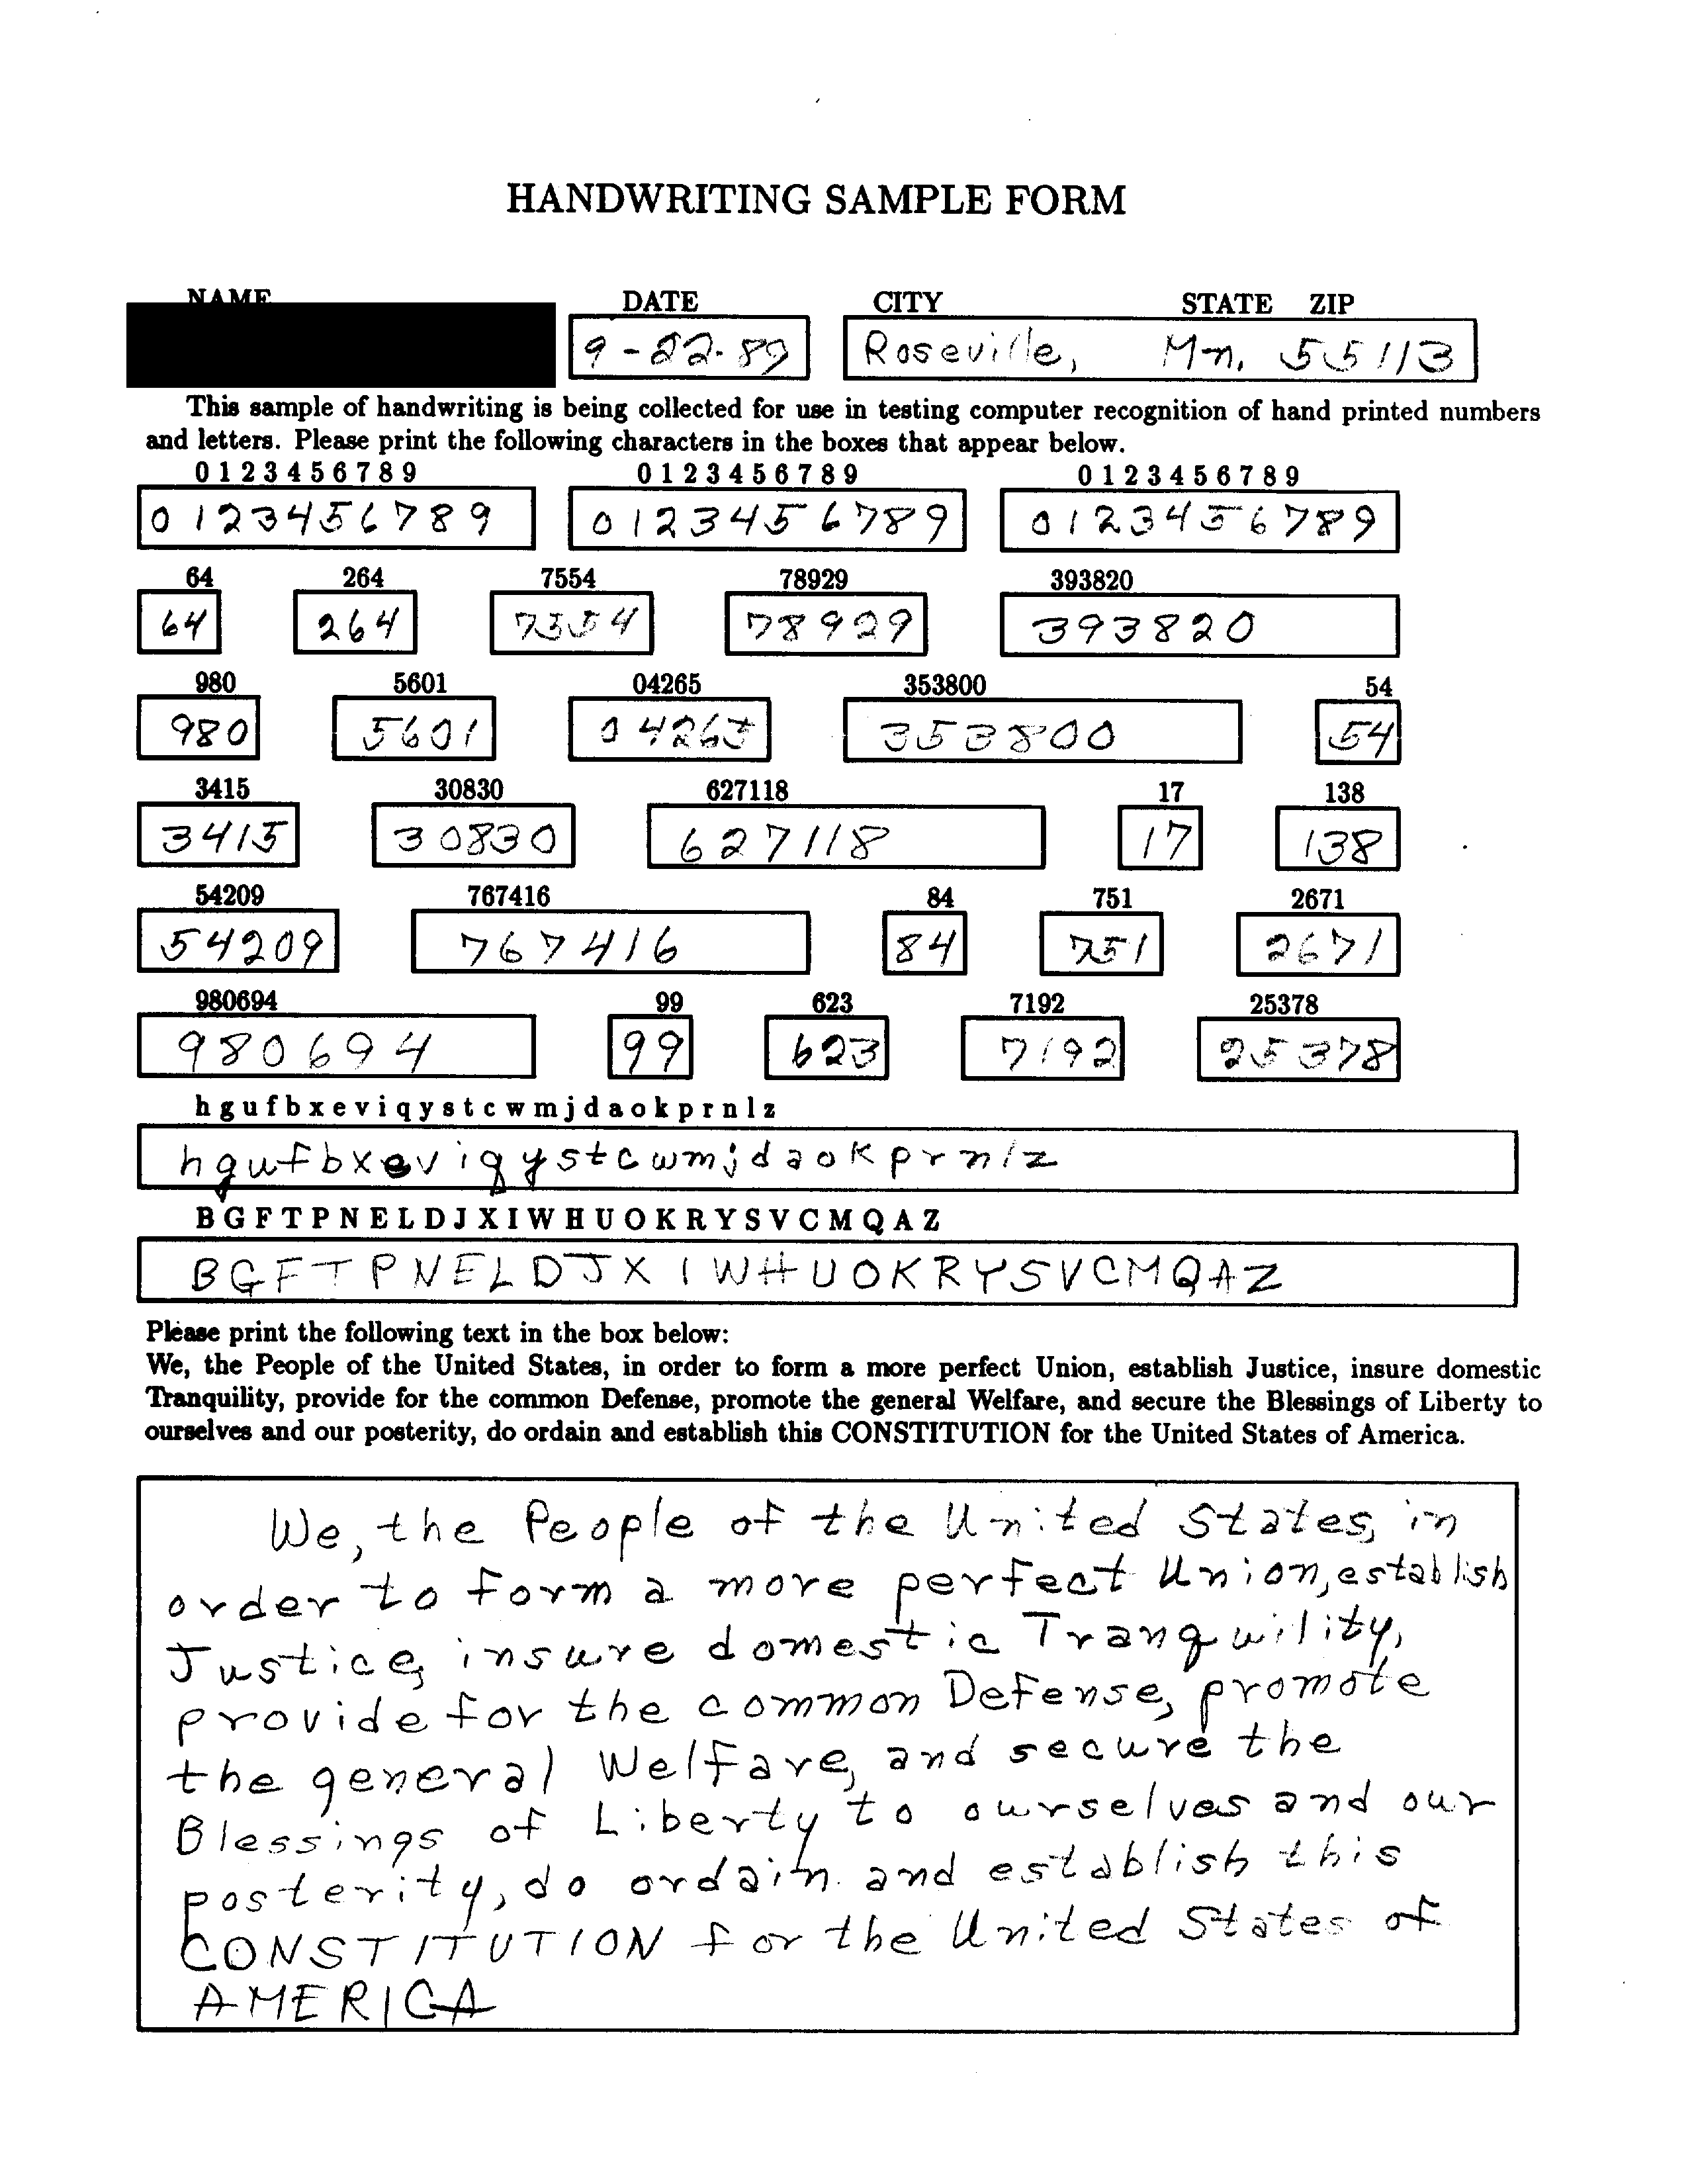 HANDWRITING SAMPLE FORM
NAME DATE CITY STATE ZIP
9-22-89 Roseville, Mn. 55113
This sample of handwriting is being collected for use in testing computer recognition of hand printed numbers
and letters. Please print the following characters in the boxes that appear below.
0 1 2 3 4 5 6 7 8 9 0 1 2 3 4 5 6 7 8 9 0 1 2 3 4 5 6 7 8 9
0123456789 0123456789 0123456789
64 264 7554 78929 393820
64 264 7554 78929 393820
980 5601 04265 353800 54
980 5601 04265 353800 54
3415 30830 627118 17 138
3415 30830 627118 17 138
54209 767416 84 751 2671
54209 767416 84 751 2671
980694 99 623 7192 25378
980694 99 623 7192 25378
h g u f b x e v i q y s t c w m j d a o k p r n l z
hgufbxeviqystcwmjdaokprnlz
B G F T P N E L D J X I W H U O K R Y S V C M Q A Z
BGFTPNELDJXIWHUOKRYSVCMQAZ
Please print the following text in the box below:
We, the People of the United States, in order to form a more perfect Union, establish Justice, insure domestic
Tranquility, provide for the common Defense, promote the general Welfare, and secure the Blessings of Liberty to
ourselves and our posterity, do ordain and establish this CONSTITUTION for the United States of America.
We, the People of the United States, in
order to form a more perfect Union, establish
Justice, insure domestic Tranquility,
provide for the common Defense, promote
the general Welfare, and secure the
Blessings of Liberty to ourselves and our
posterity, do ordain and establish this
CONSTITUTION for the United States of
AMERICA